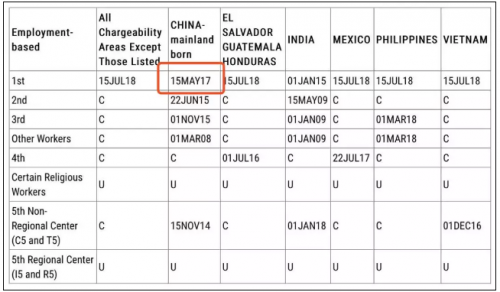 Employment-based All Chargeability Areas Except Those Listed CHINA-mainland born EL SALVADOR GUATEMALA HONDURAS INDIA MEXICO PHILIPPINES VIETNAM
1st 15JUL18 15MAY17 15JUL18 01JAN15 15JUL18 15JUL18 15JUL18
2nd C 22JUN15 C 15MAY09 C C C
3rd C 01NOV15 C 01JAN09 C 01MAR18 C
Other Workers C 01MAR08 C 01JAN09 C 01MAR18 C
4th C C 01JUL16 C 22JUL17 C C
Certain Religious Workers U U U U U U U
5th Non-Regional Center (C5 and T5) C 15NOV14 C 01JAN18 C C 01DEC16
5th Regional Center (I5 and R5) U U U U U U U